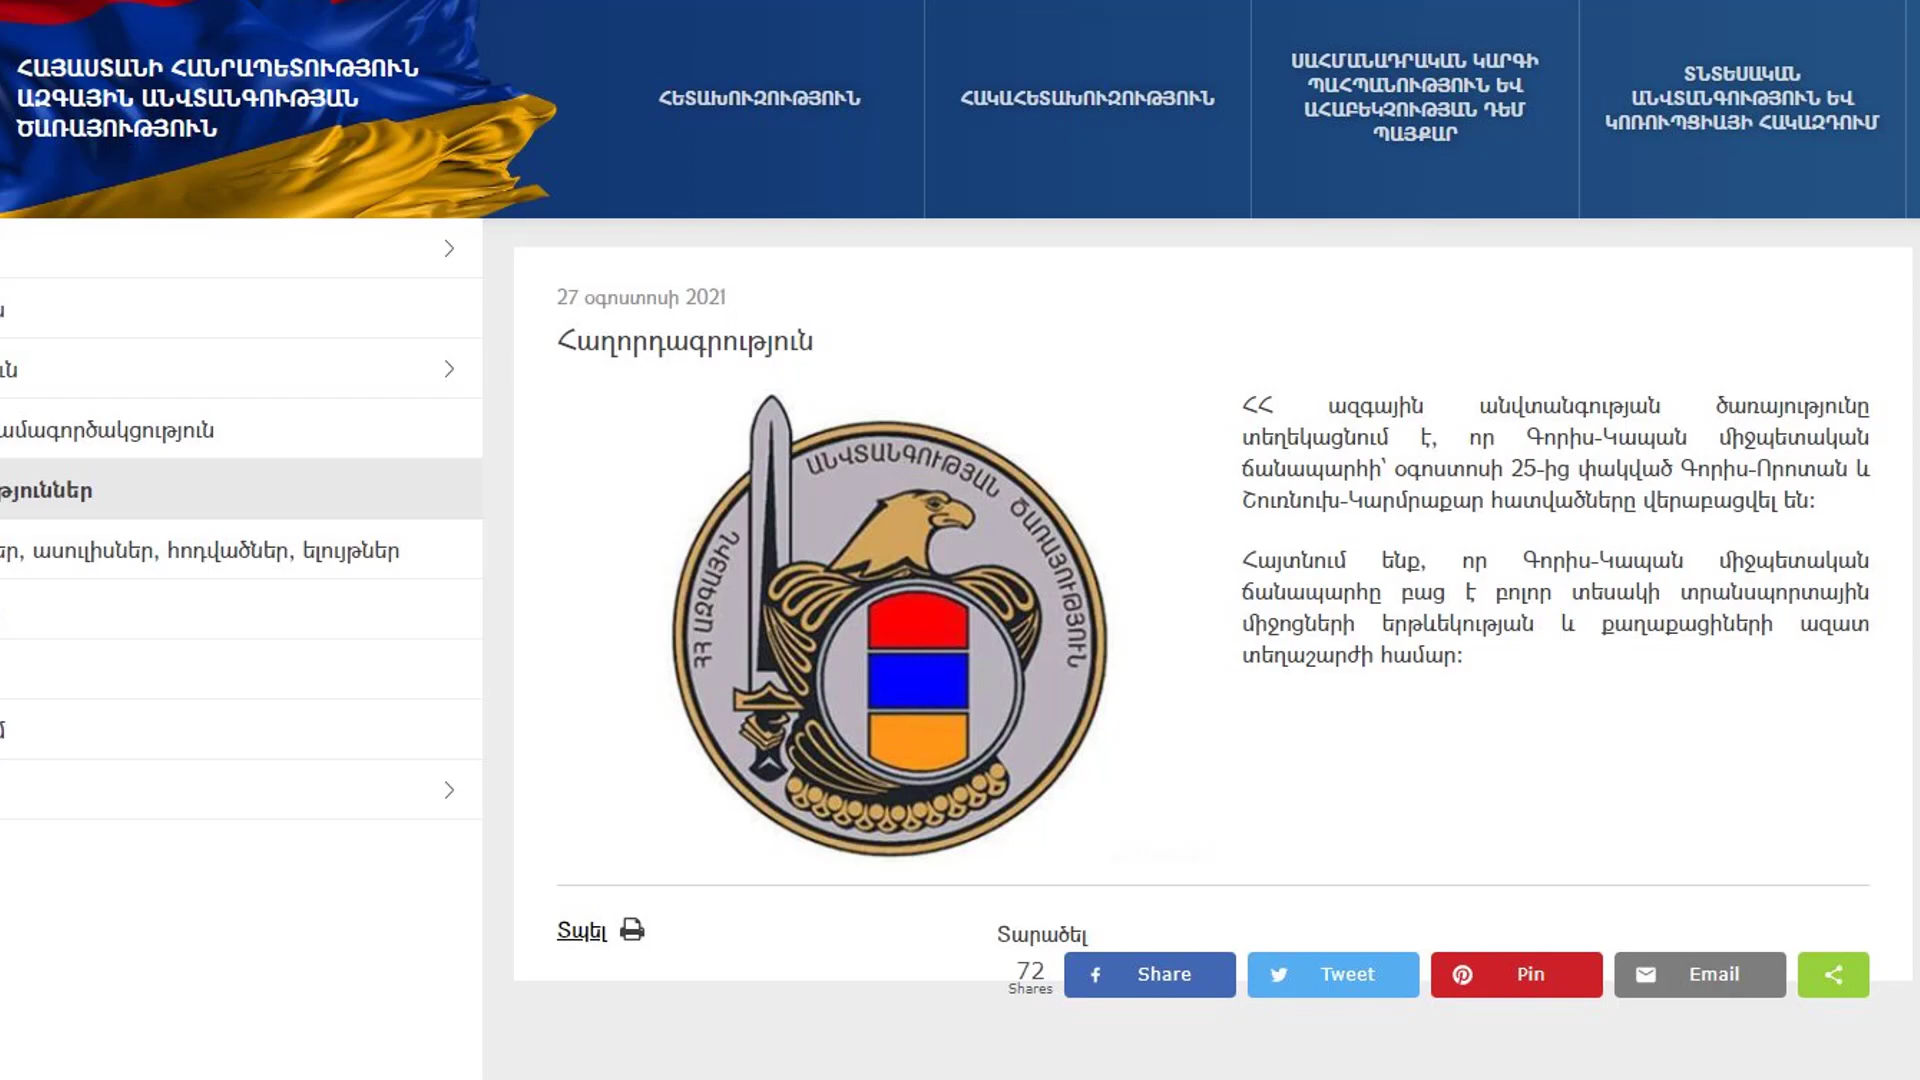 ՀԱՅԱՍՏԱՆԻ ՀԱՆՐԱՊԵՏՈՒԹՅՈՒՆ
ԱԶԳԱՅԻՆ ԱՆՎՏԱՆԳՈՒԹՅԱՆ
ԾԱՌԱՅՈՒԹՅՈՒՆ
ՀԵՏԱԽՈՒԶՈՒԹՅՈՒՆ
ՀԱԿԱՀԵՏԱԽՈՒԶՈՒԹՅՈՒՆ
ՍԱՀՄԱՆԱԴՐԱԿԱՆ ԿԱՐԳԻ
ՊԱՀՊԱՆՈՒԹՅՈՒՆ ԵՎ
ԱՀԱԲԵԿՉՈՒԹՅԱՆ ԴԵՄ
ՊԱՅՔԱՐ
ՏՆՏԵՍԱԿԱՆ
ԱՆՎՏԱՆԳՈՒԹՅՈՒՆ ԵՎ
ԿՈՌՈՒՊՑԻԱՅԻ ՀԱԿԱԶԴՈՒՄ
ամագործակցություն
թյուններ
եր, ասուլիսներ, հոդվածներ, ելույթներ
27 օգոստոսի 2021
Հաղորդագրություն
ՀՀ ԱԶԳԱՅԻՆ ԱՆՎՏԱՆԳՈՒԹՅԱՆ ԾԱՌԱՅՈՒԹՅՈՒՆ
ՀՀ ազգային անվտանգության ծառայությունը
տեղեկացնում է, որ Գորիս-Կապան միջպետական
ճանապարհի՝ օգոստոսի 25-ից փակված Գորիս-Որոտան և
Շուռնուխ-Կարմրաքար հատվածները վերաբացվել են:
Հայտնում ենք, որ Գորիս-Կապան միջպետական
ճանապարհը բաց է բոլոր տեսակի տրանսպորտային
միջոցների երթևեկության և քաղաքացիների ազատ
տեղաշարժի համար:
Տպել
Տարածել
72
Shares
Share
Tweet
Pin
Email